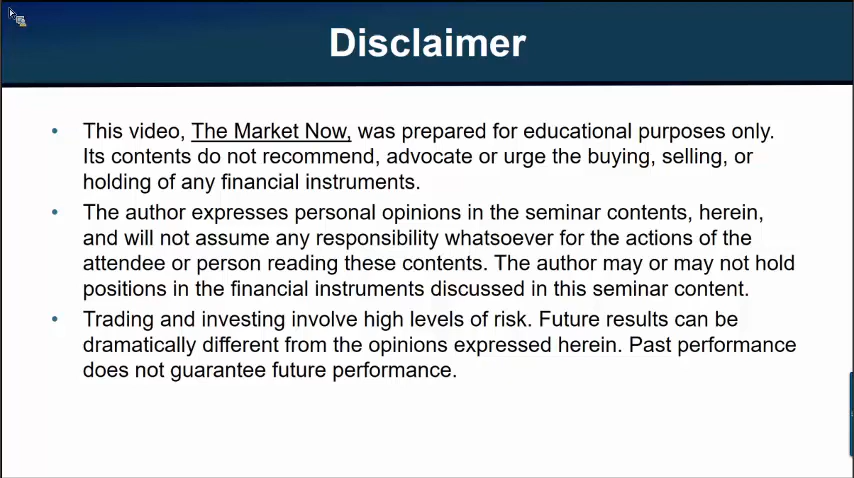 Disclaimer
• This video, The Market Now, was prepared for educational purposes only.
Its contents do not recommend, advocate or urge the buying, selling, or
holding of any financial instruments.
• The author expresses personal opinions in the seminar contents, herein,
and will not assume any responsibility whatsoever for the actions of the
attendee or person reading these contents. The author may or may not hold
positions in the financial instruments discussed in this seminar content.
• Trading and investing involve high levels of risk. Future results can be
dramatically different from the opinions expressed herein. Past performance
does not guarantee future performance.